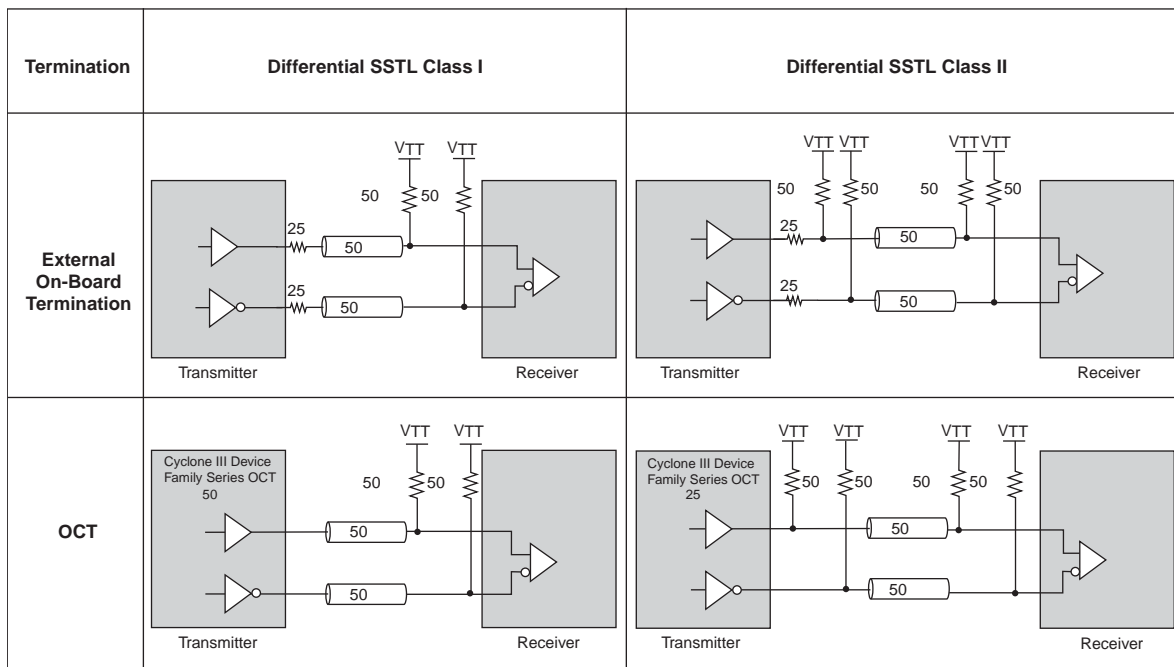 Termination
Differential SSTL Class I
Differential SSTL Class II
External
On-Board
Termination
VTT
VTT
50
50
25
50
25
50
Transmitter
Receiver
VTT
VTT
VTT
VTT
50
50
50
50
25
50
25
50
Transmitter
Receiver
OCT
Cyclone III Device
Family Series OCT
50
VTT
VTT
50
50
50
50
Transmitter
Receiver
Cyclone III Device
Family Series OCT
25
VTT
VTT
VTT
VTT
50
50
50
50
50
50
Transmitter
Receiver